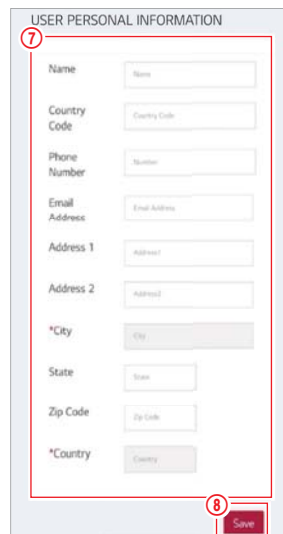 USER PERSONAL INFORMATION
7
Name
Name
Country
Code
Country Code
Phone
Number
Number
Email
Address
Email Address
Address 1
Address1
Address 2
Address2
*City
City
State
State
Zip Code
Zip Code
*Country
Country
8
Save